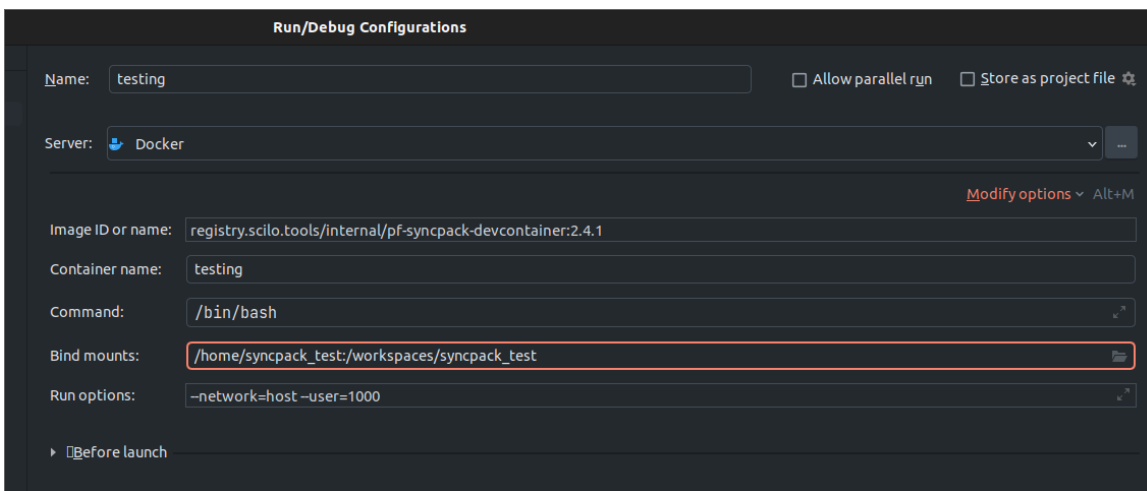 Run/Debug Configurations
Name: testing Allow parallel run Store as project file
Server: Docker ...
Modify options Alt+M
Image ID or name: registry.scilo.tools/internal/pf-syncpack-devcontainer:2.4.1
Container name: testing
Command: /bin/bash
Bind mounts: /home/syncpack_test:/workspaces/syncpack_test
Run options: --network=host --user=1000
Before launch